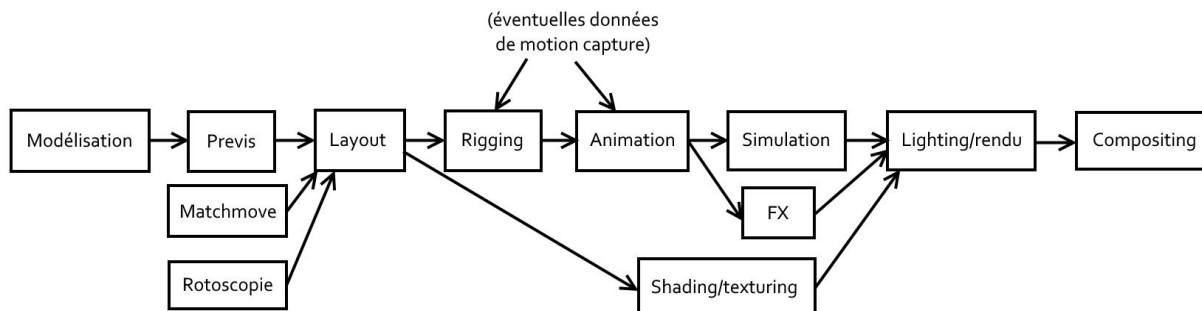 (éventuelles données
de motion capture)
Modélisation
Previs
Layout
Rigging
Animation
Simulation
Lighting/rendu
Compositing
Matchmove
FX
Rotoscopie
Shading/texturing